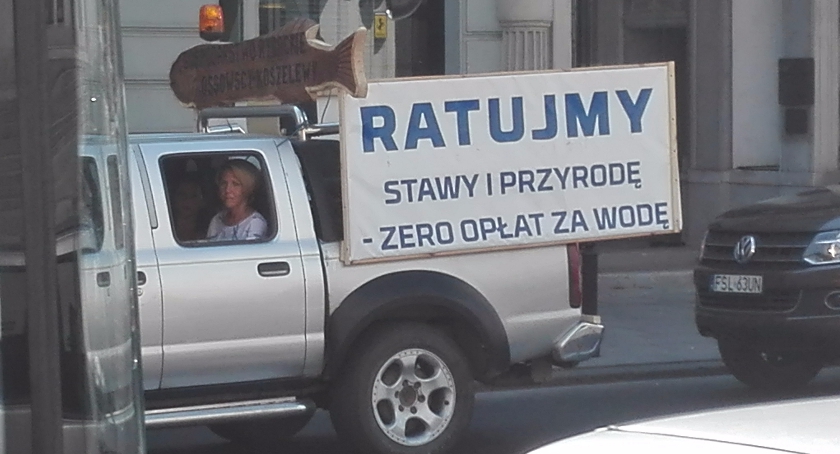 RATUJMY
STAWY I PRZYRODĘ
- ZERO OPŁAT ZA WODĘ
FSL 63UN